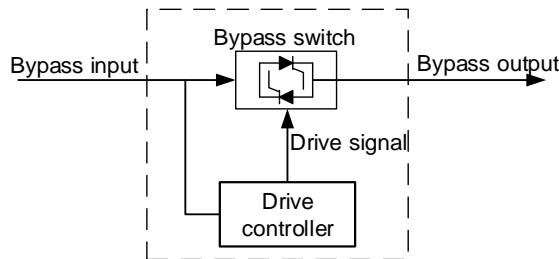 Bypass switch
Bypass input
Bypass output
Drive signal
Drive
controller